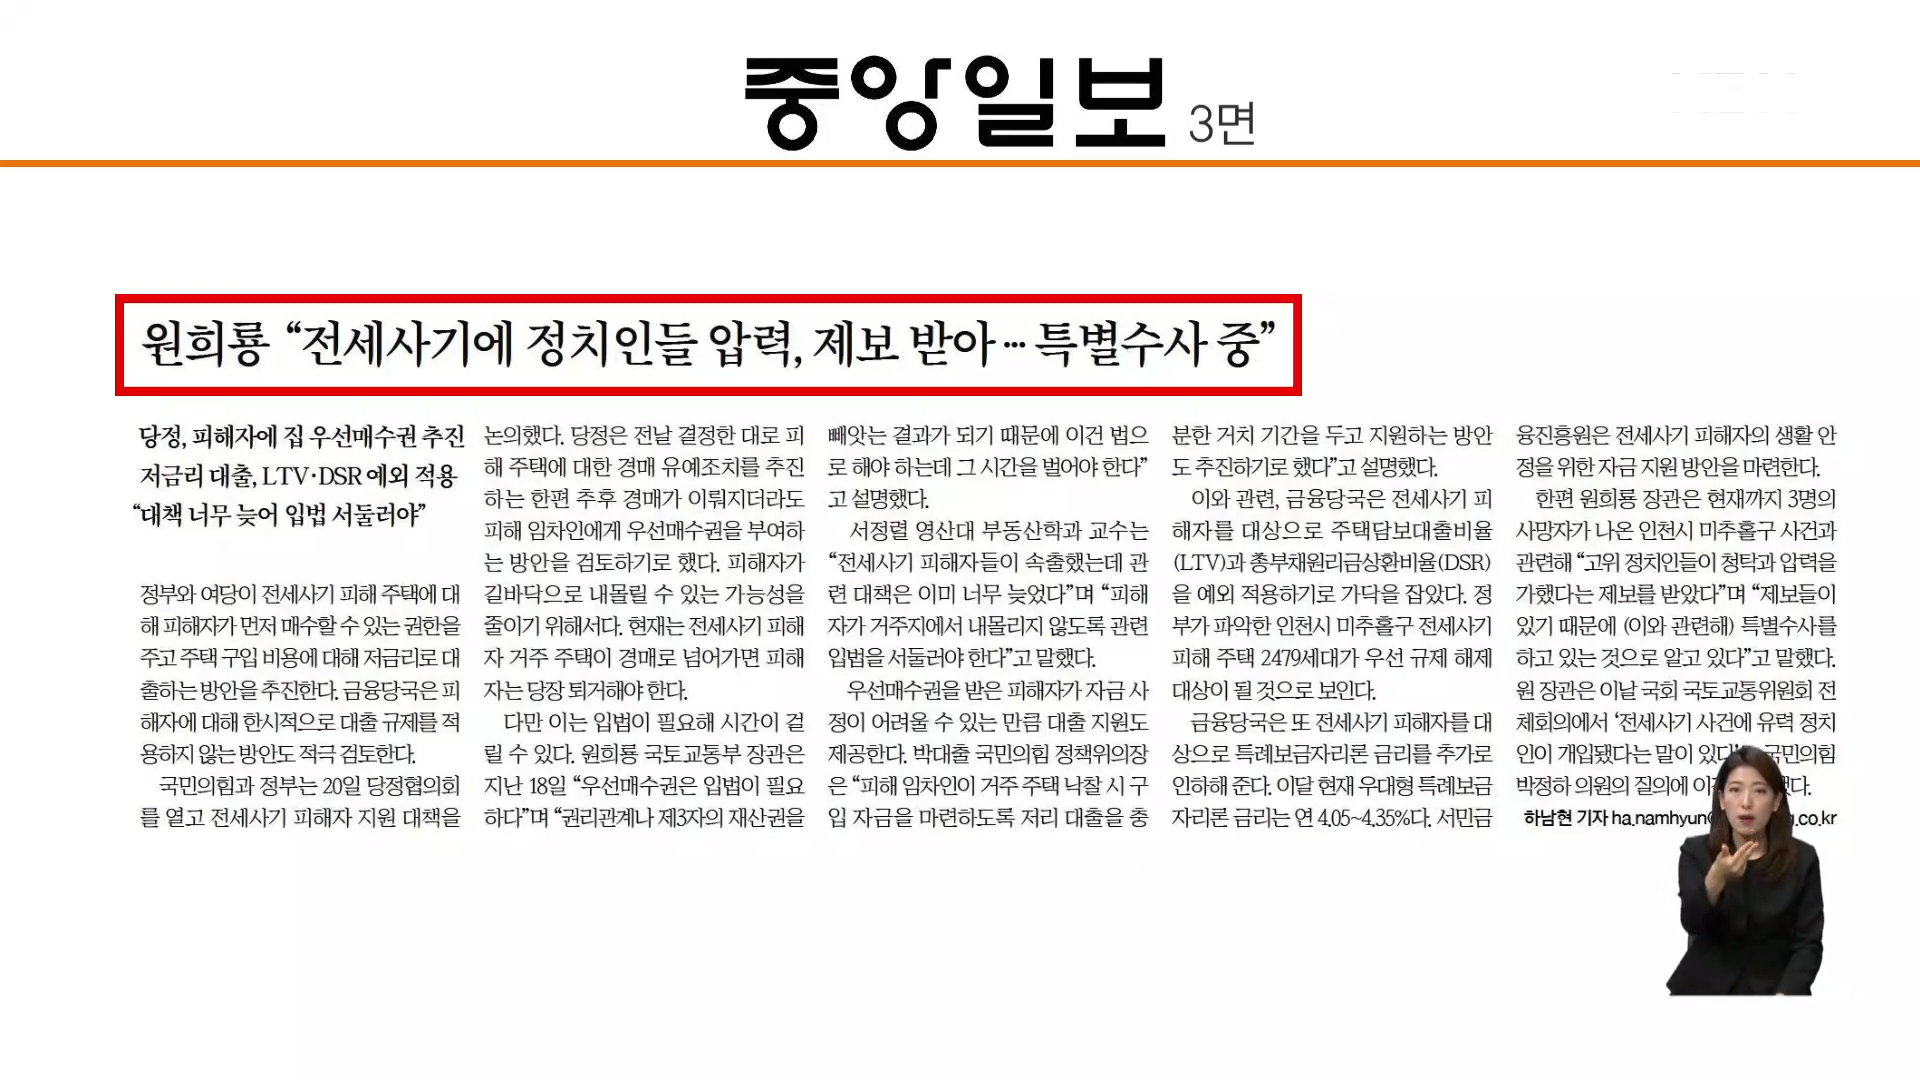 중앙일보 3면
원희룡 “전세사기에 정치인들 압력, 제보 받아…특별수사 중”
당정, 피해자에 집 우선매수권 추진
저금리 대출, LTV·DSR 예외 적용
“대책 너무 늦어 입법 서둘러야”
정부와 여당이 전세사기 피해 주택에 대
해 피해자가 먼저 매수할 수 있는 권한을
주고 주택 구입 비용에 대해 저금리로 대
출하는 방안을 추진한다. 금융당국은 피
해자에 대해 한시적으로 대출 규제를 적
용하지 않는 방안도 적극 검토한다.
국민의힘과 정부는 20일 당정협의회
를 열고 전세사기 피해자 지원 대책을
논의했다. 당정은 전날 결정한 대로 피
해 주택에 대한 경매 유예조치를 추진
하는 한편 추후 경매가 이뤄지더라도
피해 임차인에게 우선매수권을 부여하
는 방안을 검토하기로 했다. 피해자가
길바닥으로 내몰릴 수 있는 가능성을
줄이기 위해서다. 현재는 전세사기 피해
자 거주 주택이 경매로 넘어가면 피해
자는 당장 퇴거해야 한다.
다만 이는 입법이 필요해 시간이 걸
릴 수 있다. 원희룡 국토교통부 장관은
지난 18일 “우선매수권은 입법이 필요
하다”며 “권리관계나 제3자의 재산권을
빼앗는 결과가 되기 때문에 이건 법으
로 해야 하는데 그 시간을 벌어야 한다”
고 설명했다.
서정렬 영산대 부동산학과 교수는
“전세사기 피해자들이 속출했는데 관
련 대책은 이미 너무 늦었다”며 “피해
자가 거주지에서 내몰리지 않도록 관련
입법을 서둘러야 한다”고 말했다.
우선매수권을 받은 피해자가 자금 사
정이 어려울 수 있는 만큼 대출 지원도
제공한다. 박대출 국민의힘 정책위의장
은 “피해 임차인이 거주 주택 낙찰 시 구
입 자금을 마련하도록 저리 대출을 충
분한 거치 기간을 두고 지원하는 방안
도 추진하기로 했다”고 설명했다.
이와 관련, 금융당국은 전세사기 피
해자를 대상으로 주택담보대출비율
(LTV)과 총부채원리금상환비율(DSR)
을 예외 적용하기로 가닥을 잡았다. 정
부가 파악한 인천시 미추홀구 전세사기
피해 주택 2479세대가 우선 규제 해제
대상이 될 것으로 보인다.
금융당국은 또 전세사기 피해자를 대
상으로 특례보금자리론 금리를 추가로
인하해 준다. 이달 현재 우대형 특례보금
자리론 금리는 연 4.05~4.35%다. 서민금
융진흥원은 전세사기 피해자의 생활 안
정을 위한 자금 지원 방안을 마련한다.
한편 원희룡 장관은 현재까지 3명의
사망자가 나온 인천시 미추홀구 사건과
관련해 “고위 정치인들이 청탁과 압력을
가했다는 제보를 받았다”며 “제보들이
있기 때문에 (이와 관련해) 특별수사를
하고 있는 것으로 알고 있다”고 말했다.
원 장관은 이날 국회 국토교통위원회 전
체회의에서 ‘전세사기 사건에 유력 정치
인이 개입됐다는 말이 있다’ 국민의힘
박정하 의원의 질의에
하남현 기자